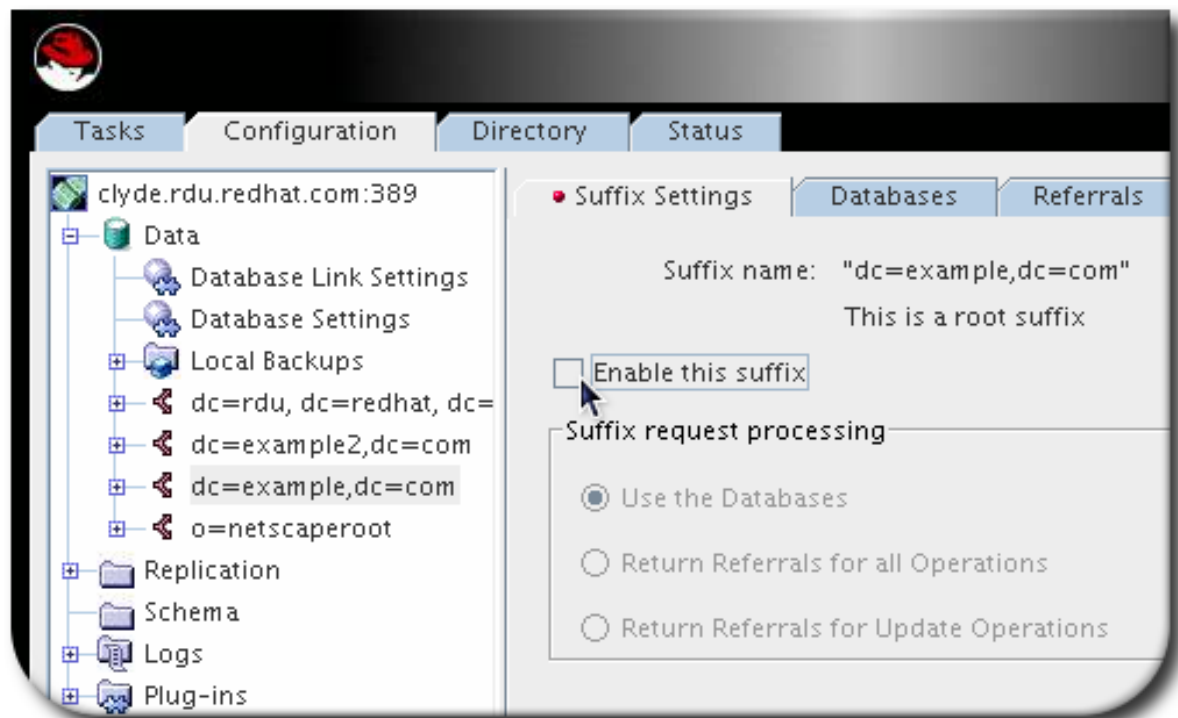 Tasks Configuration Directory Status
clyde.rdu.redhat.com:389
Data
Database Link Settings
Database Settings
Local Backups
dc=rdu, dc=redhat, dc=
dc=example2,dc=com
dc=example,dc=com
o=netscaperoot
Replication
Schema
Logs
Plug-ins
Suffix Settings Databases Referrals
Suffix name: "dc=example,dc=com"
This is a root suffix
Enable this suffix
Suffix request processing
Use the Databases
Return Referrals for all Operations
Return Referrals for Update Operations